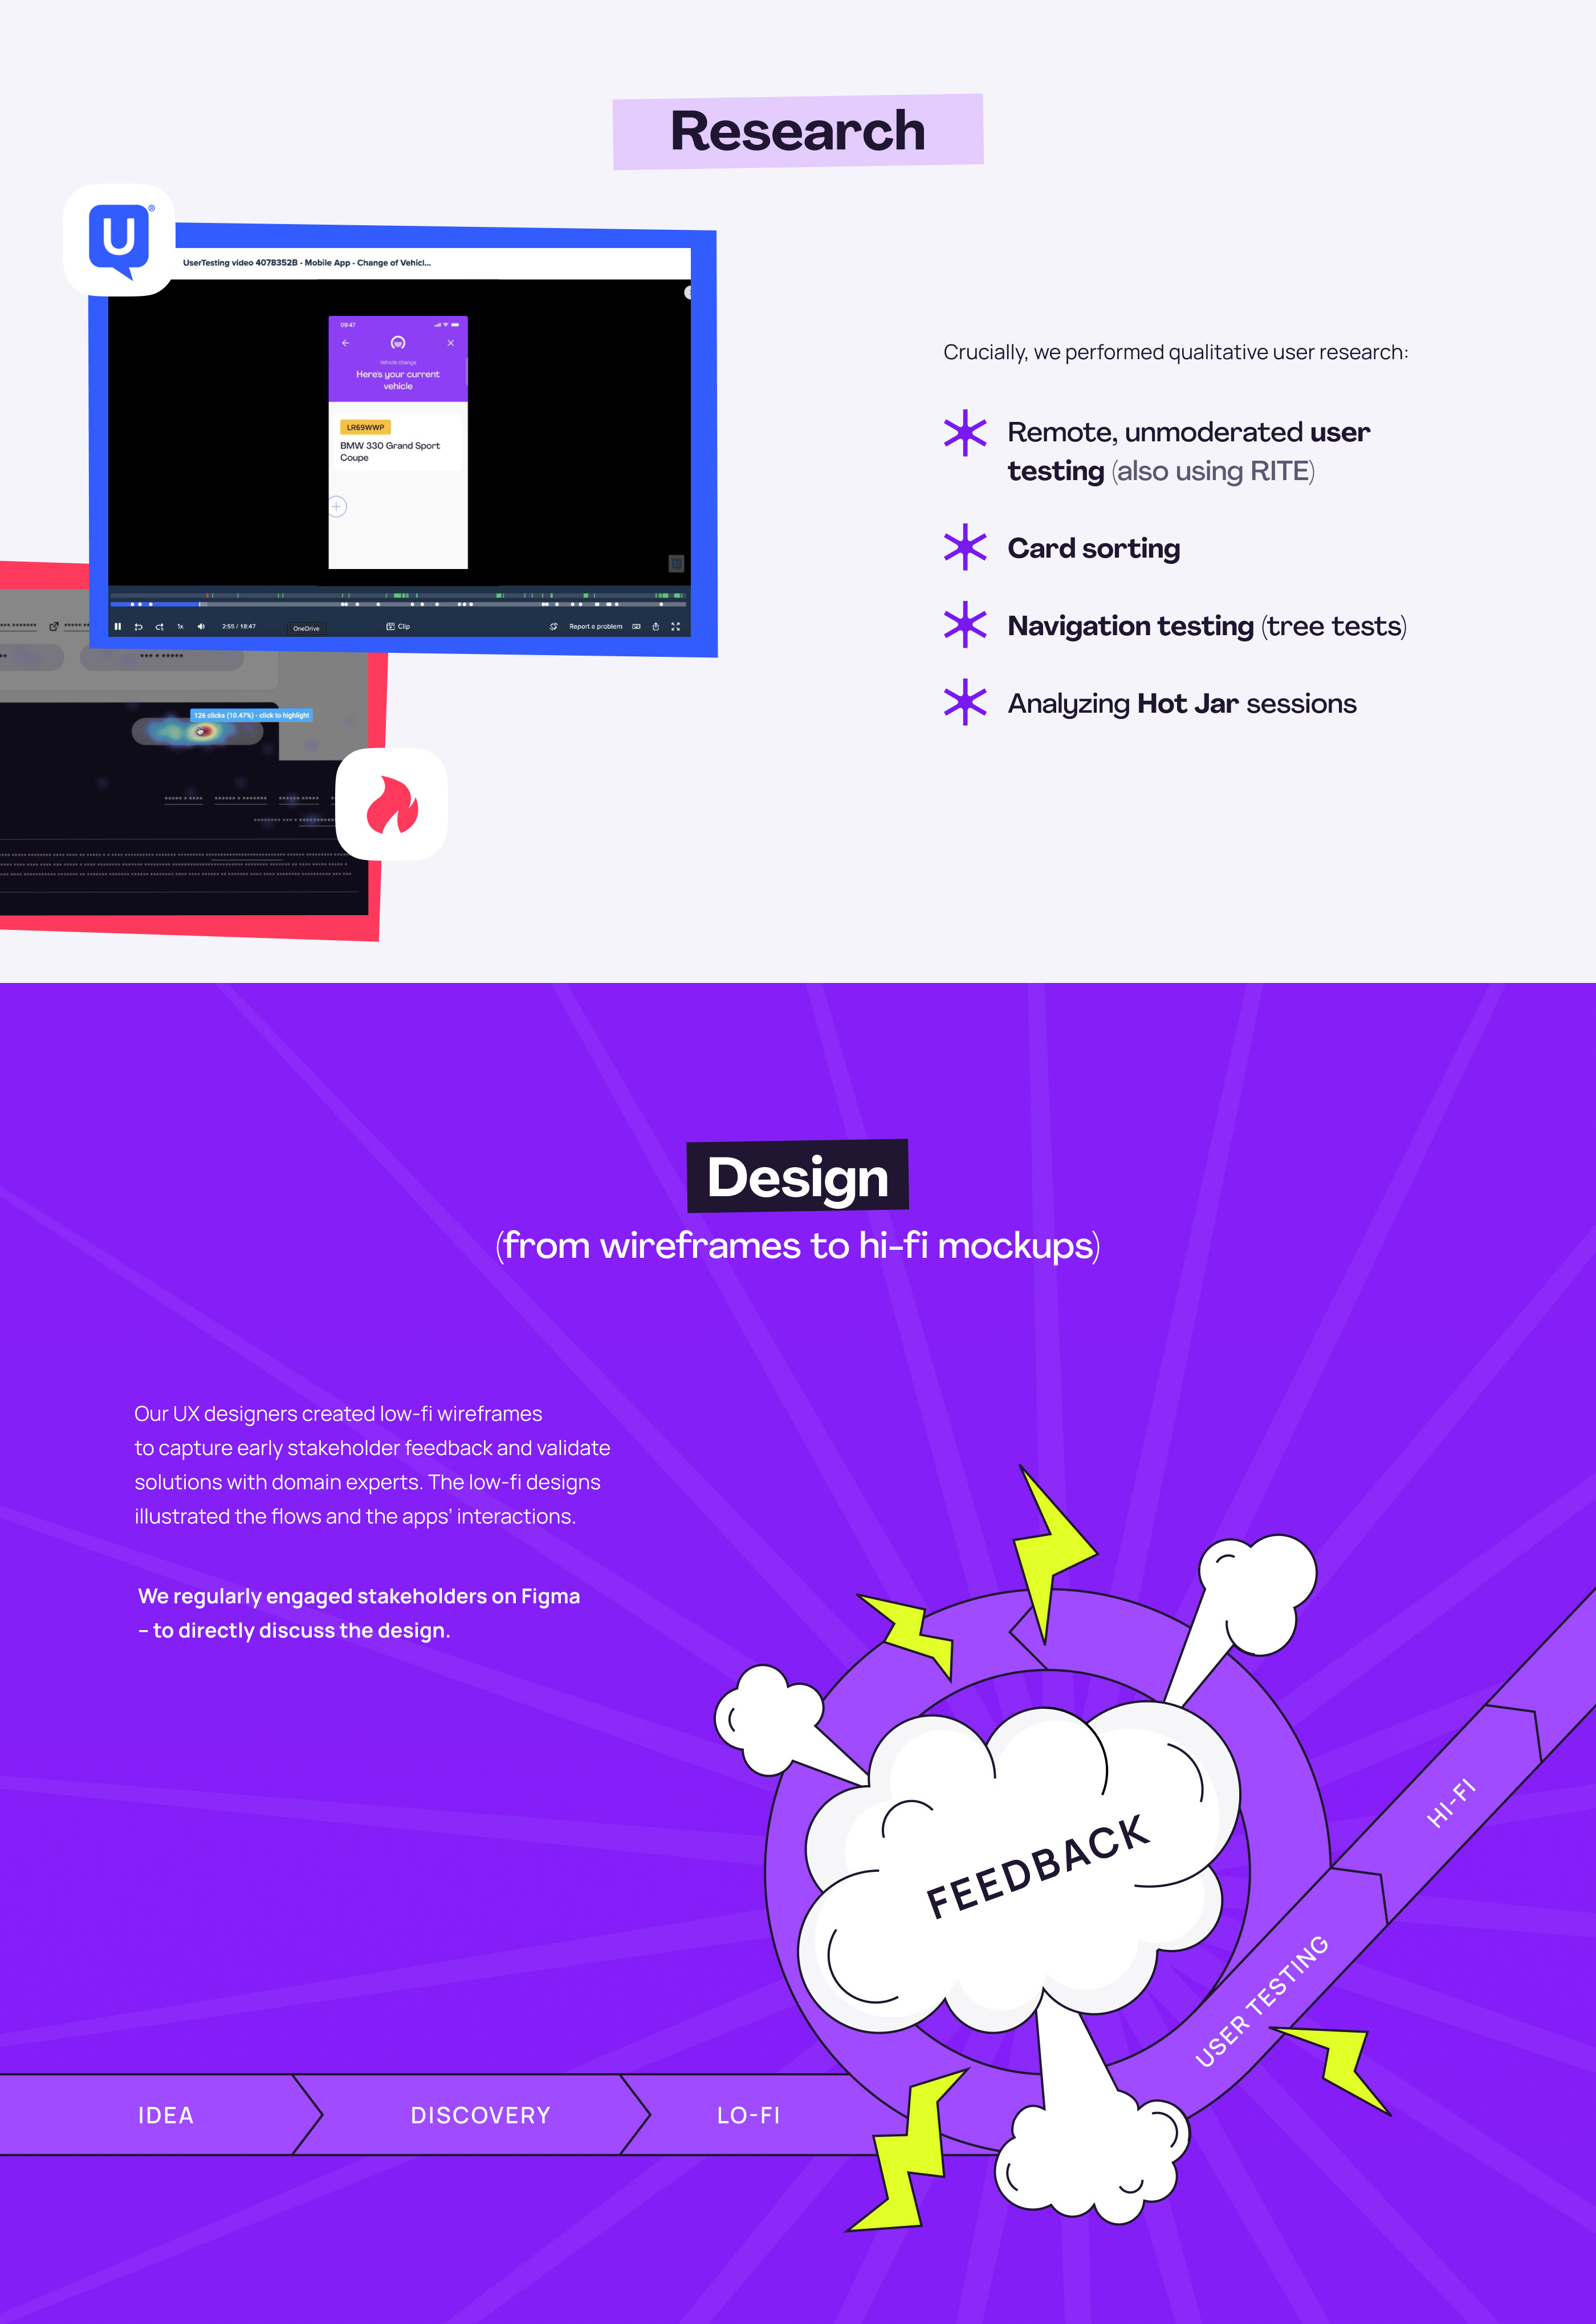 Research
U®
UserTesting video 4078352B - Mobile App - Change of Vehicl...
09:47
Vehicle change
Here's your current
vehicle
LR69WWP
BMW 330 Grand Sport
Coupe
1x
2:55 / 18:47
OneDrive
Clip
Report a problem
126 clicks (10.47%) - click to highlight
Crucially, we performed qualitative user research:
Remote, unmoderated user
testing (also using RITE)
Card sorting
Navigation testing (tree tests)
Analyzing Hot Jar sessions
Design
(from wireframes to hi-fi mockups)
Our UX designers created low-fi wireframes
to capture early stakeholder feedback and validate
solutions with domain experts. The low-fi designs
illustrated the flows and the apps’ interactions.
We regularly engaged stakeholders on Figma
– to directly discuss the design.
FEEDBACK
HI-FI
USER TESTING
IDEA
DISCOVERY
LO-FI